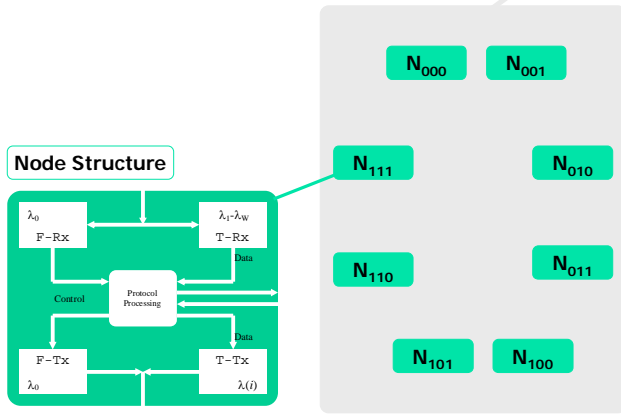 N000 N001
Node Structure
N111 N010
λ0 λ1-λW
F-Rx T-Rx
Data
N110 N011
Control
Protocol
Processing
Data
F-Tx T-Tx
λ0 λ(i)
N101 N100